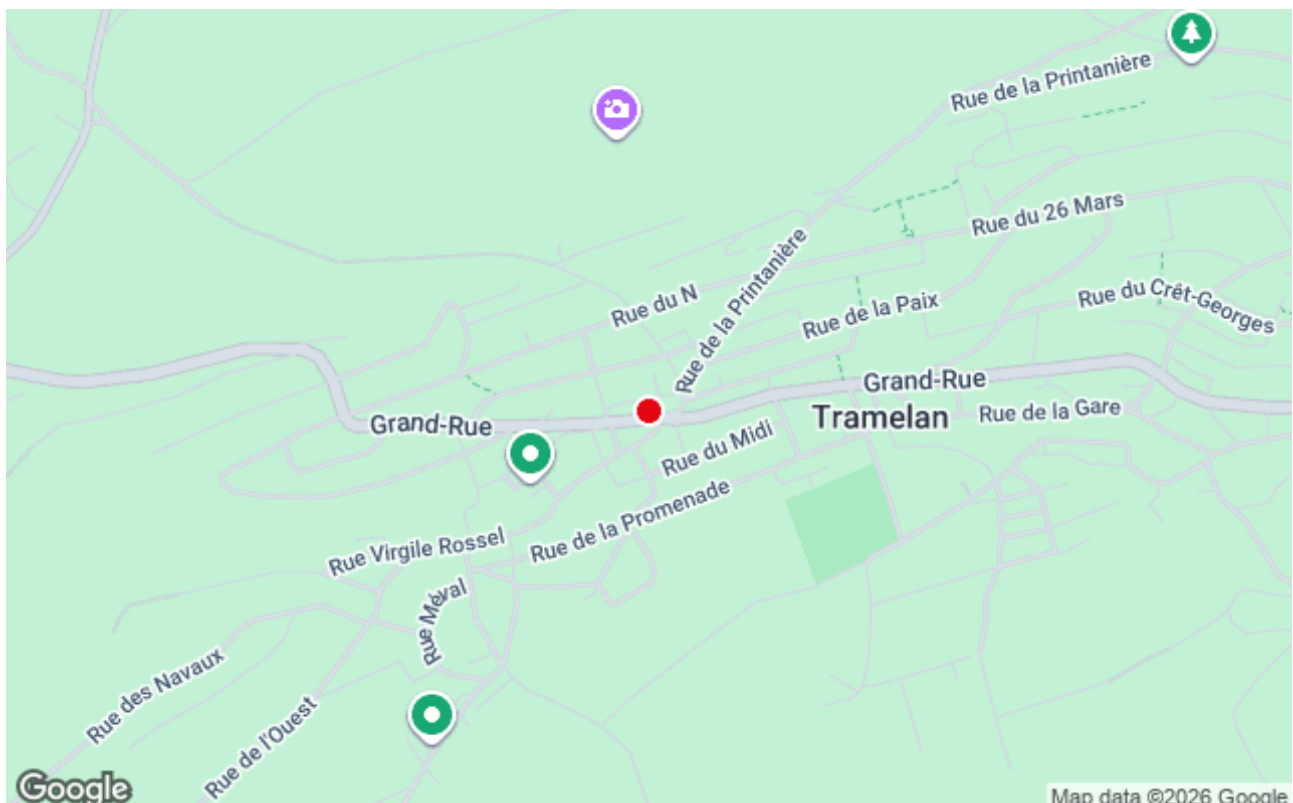 Rue de la Printanière
Rue du 26 Mars
Rue de la Printanière
Rue du N
Rue de la Paix
Rue du Crêt-Georges
Grand-Rue
Grand-Rue
Tramelan
Rue de la Gare
Rue du Midi
Rue de la Promenade
Rue Virgile Rossel
Rue Méval
Rue des Navaux
Rue de l'Ouest
Google
Map data ©2026 Google